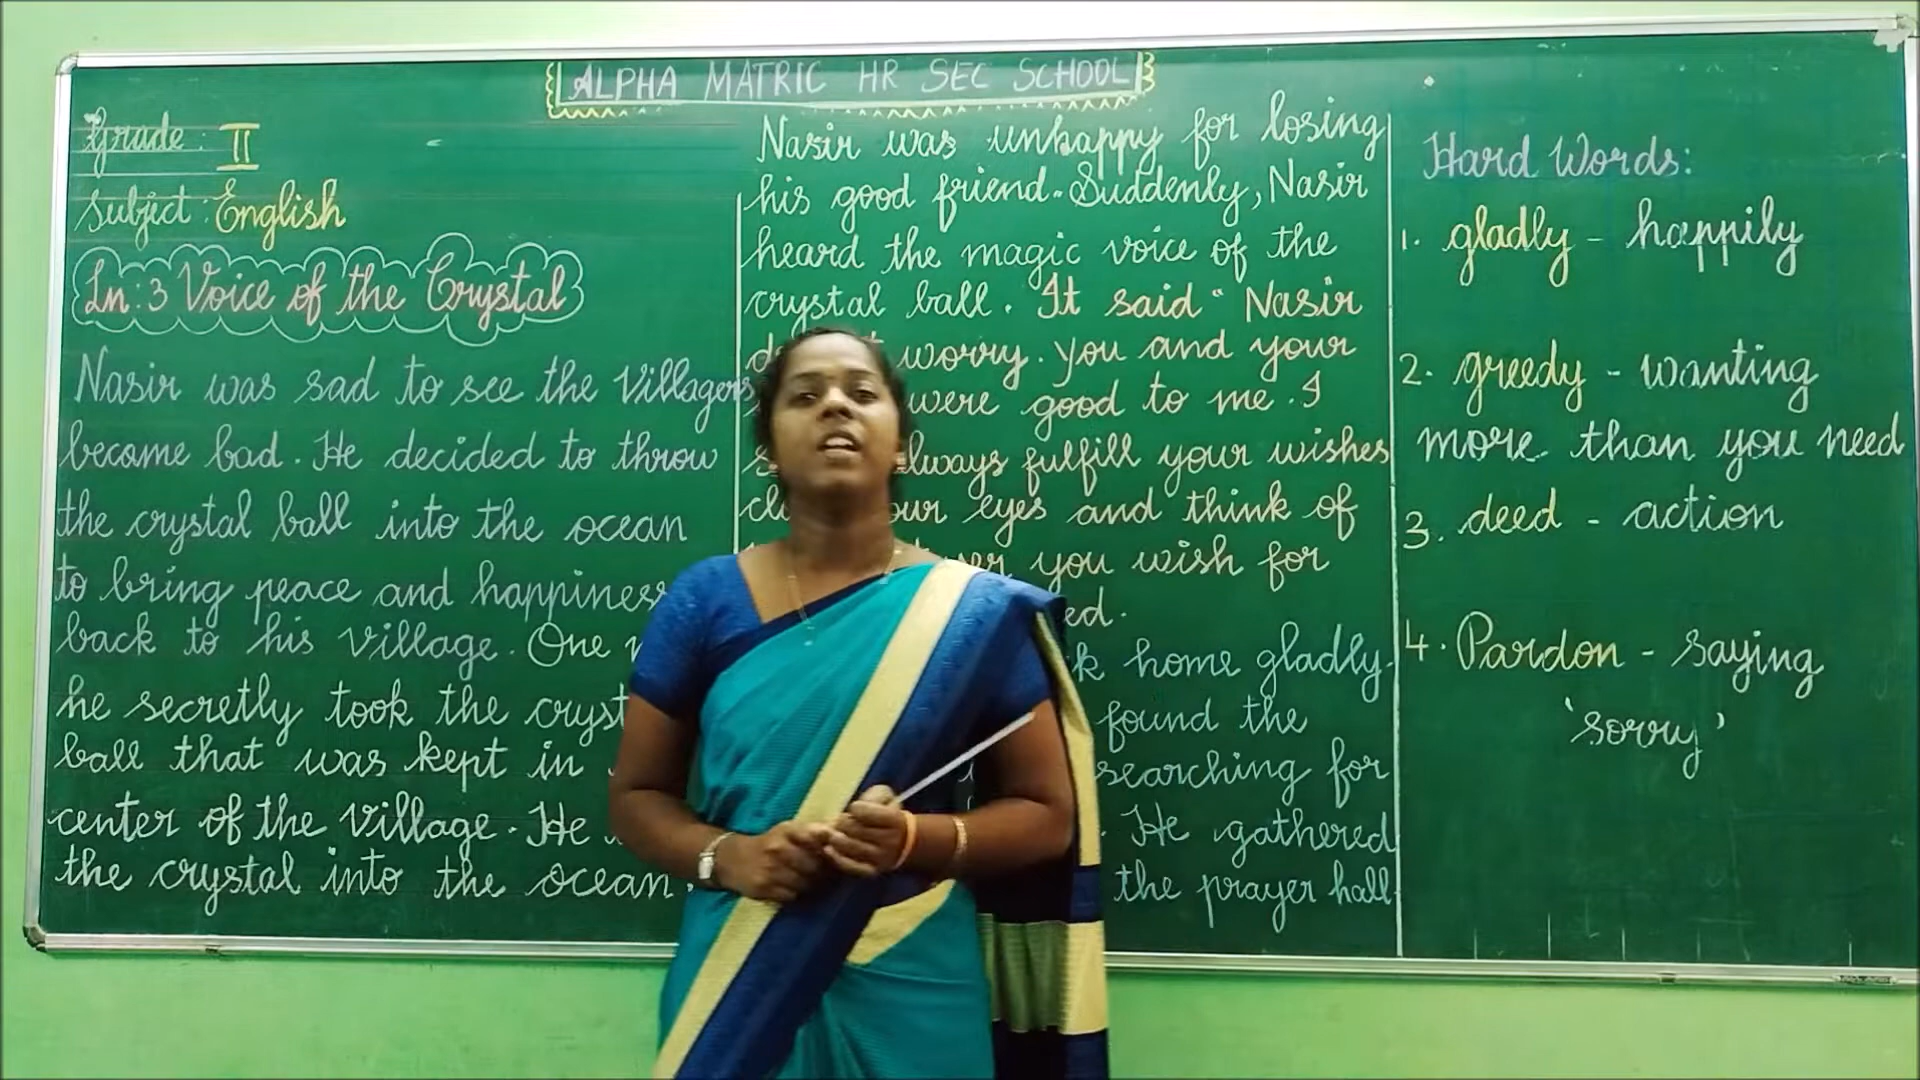 ALPHA MATRIC HR SEC SCHOOL
Grade : II
Subject : English
Ln : 3 Voice of the Crystal
Nasir was sad to see the Villagers
become bad. He decided to throw
the crystal ball into the ocean
to bring peace and happiness
back to his village. One
he secretly took the
ball that was kept in
center of the village. He
the crystal into the ocean.
Nasir was unhappy for losing
his good friend. Suddenly, Nasir
heard the magic voice of the
crystal ball. It said " Nasir
worry. you and your
were good to me. I
always fulfill your wishes
eyes and think of
you wish for
home gladly.
found the
searching for
He gathered
the prayer hall.
Hard Words:
1. gladly - happily
2. greedy - wanting
more than you need
3. deed - action
4. Pardon - saying
'sorry'